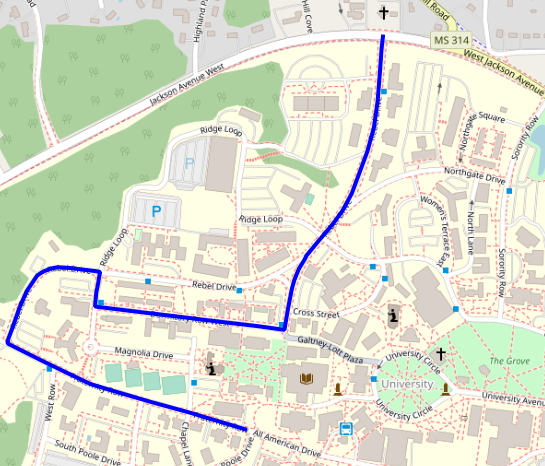 Highland
Hill Cove
Road
MS 314
West Jackson Avenue
Jackson Avenue West
Ridge Loop
P
Northgate Square
Sorority Row
Northgate Drive
P
Women's Terrace East
North Lane
Ridge Loop
Ridge Loop
Sorority Row
Rebel Drive
Cross Street
Galtney-Lott Plaza
Magnolia Drive
University Circle
The Grove
University
University Avenue
University Circle
West Row
All American Drive
Chapel Lane
South Poole Drive
Poole Drive